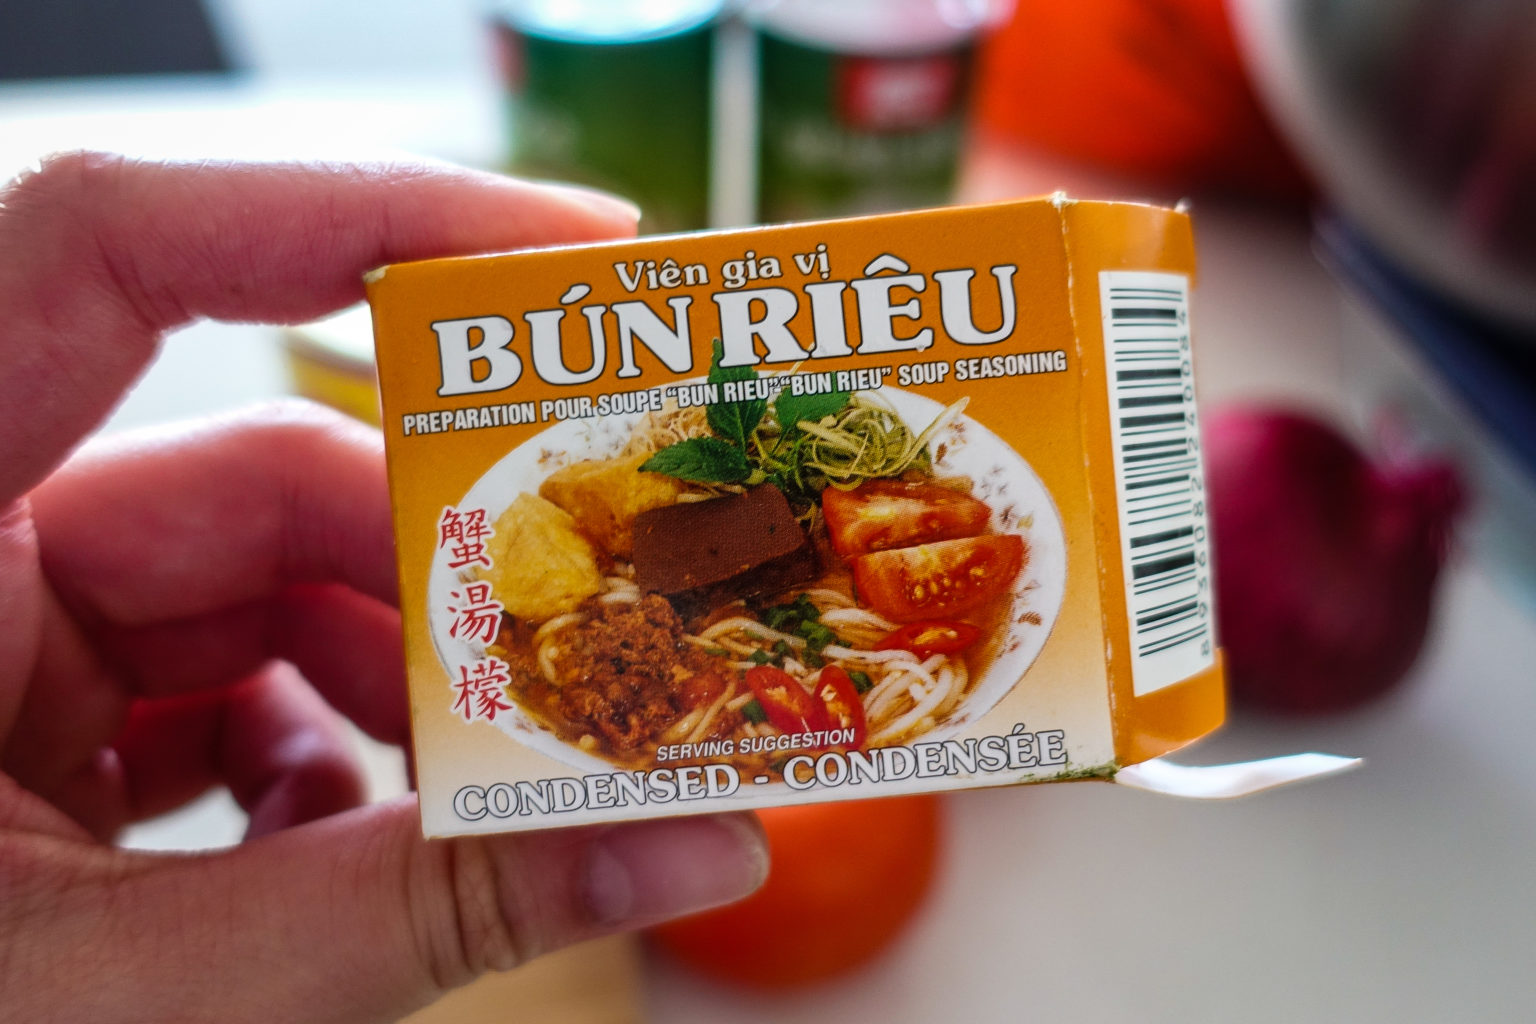 Viên gia vị
BÚN RIÊU
PREPARATION POUR SOUPE “BUN RIEU”-“BUN RIEU” SOUP SEASONING
蟹
湯
檬
SERVING SUGGESTION
CONDENSED - CONDENSÉE